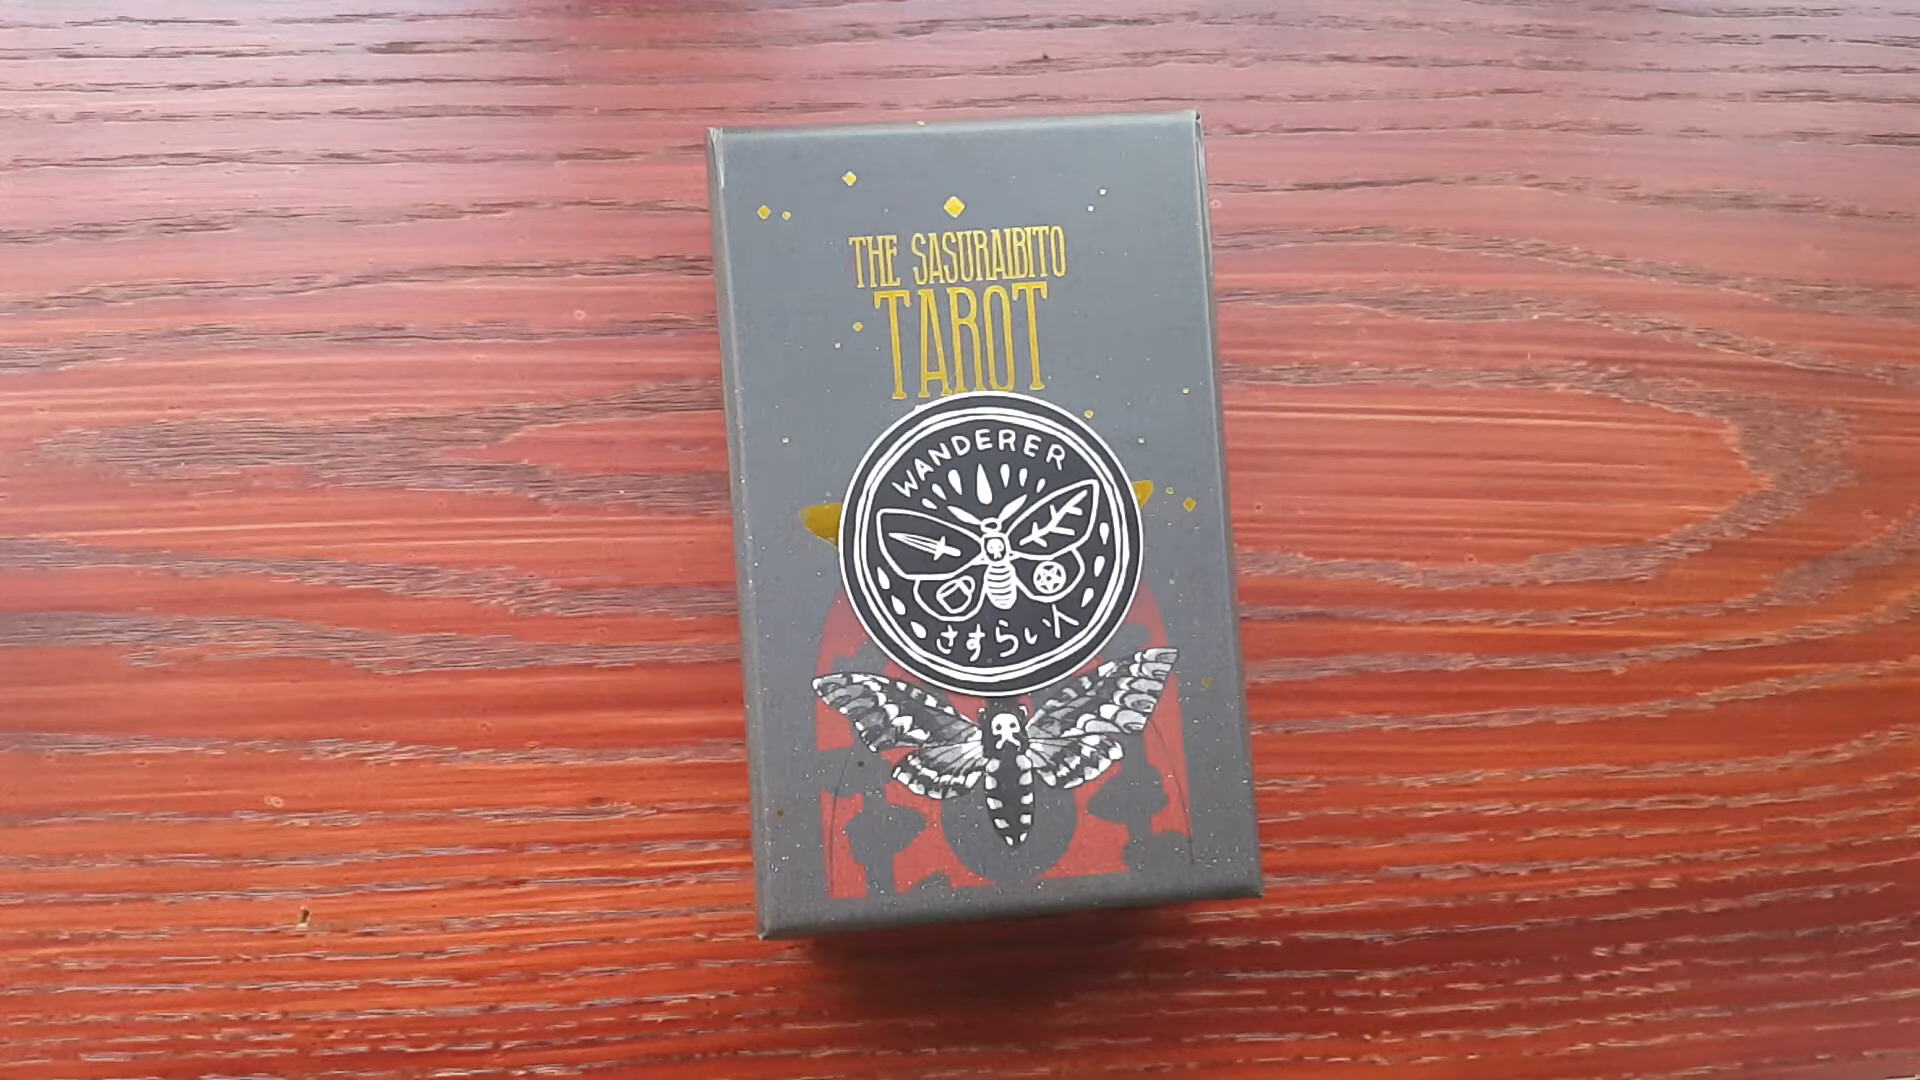 THE SASURAIBITO
TAROT
WANDERER
さすらい人